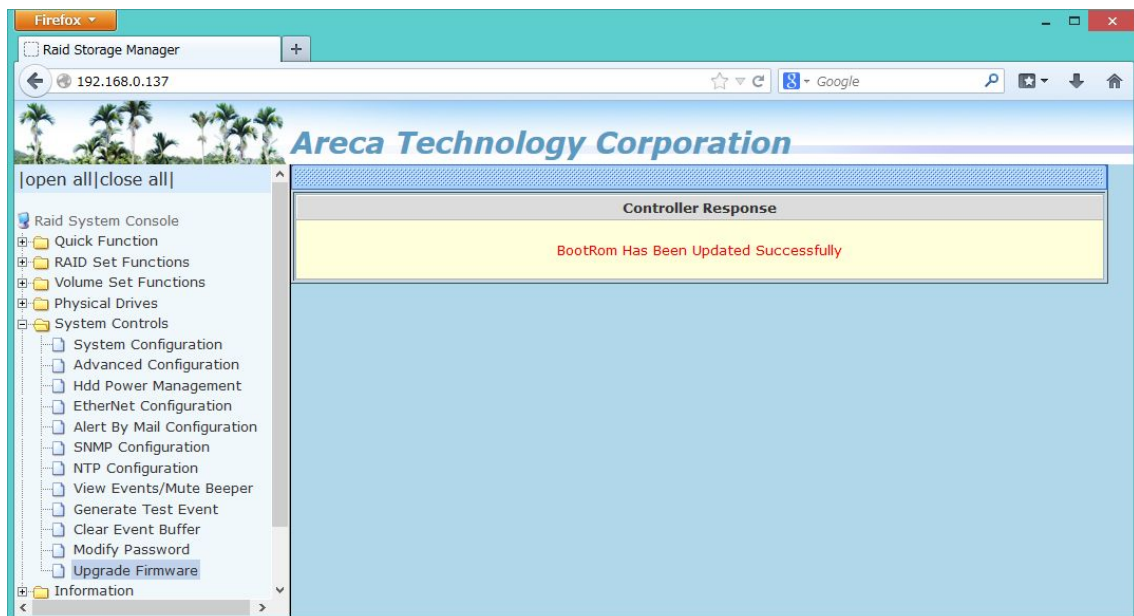 Firefox
Raid Storage Manager
192.168.0.137
Google
Areca Technology Corporation
|open all|close all|
Controller Response
BootRom Has Been Updated Successfully
Raid System Console
Quick Function
RAID Set Functions
Volume Set Functions
Physical Drives
System Controls
System Configuration
Advanced Configuration
Hdd Power Management
EtherNet Configuration
Alert By Mail Configuration
SNMP Configuration
NTP Configuration
View Events/Mute Beeper
Generate Test Event
Clear Event Buffer
Modify Password
Upgrade Firmware
Information